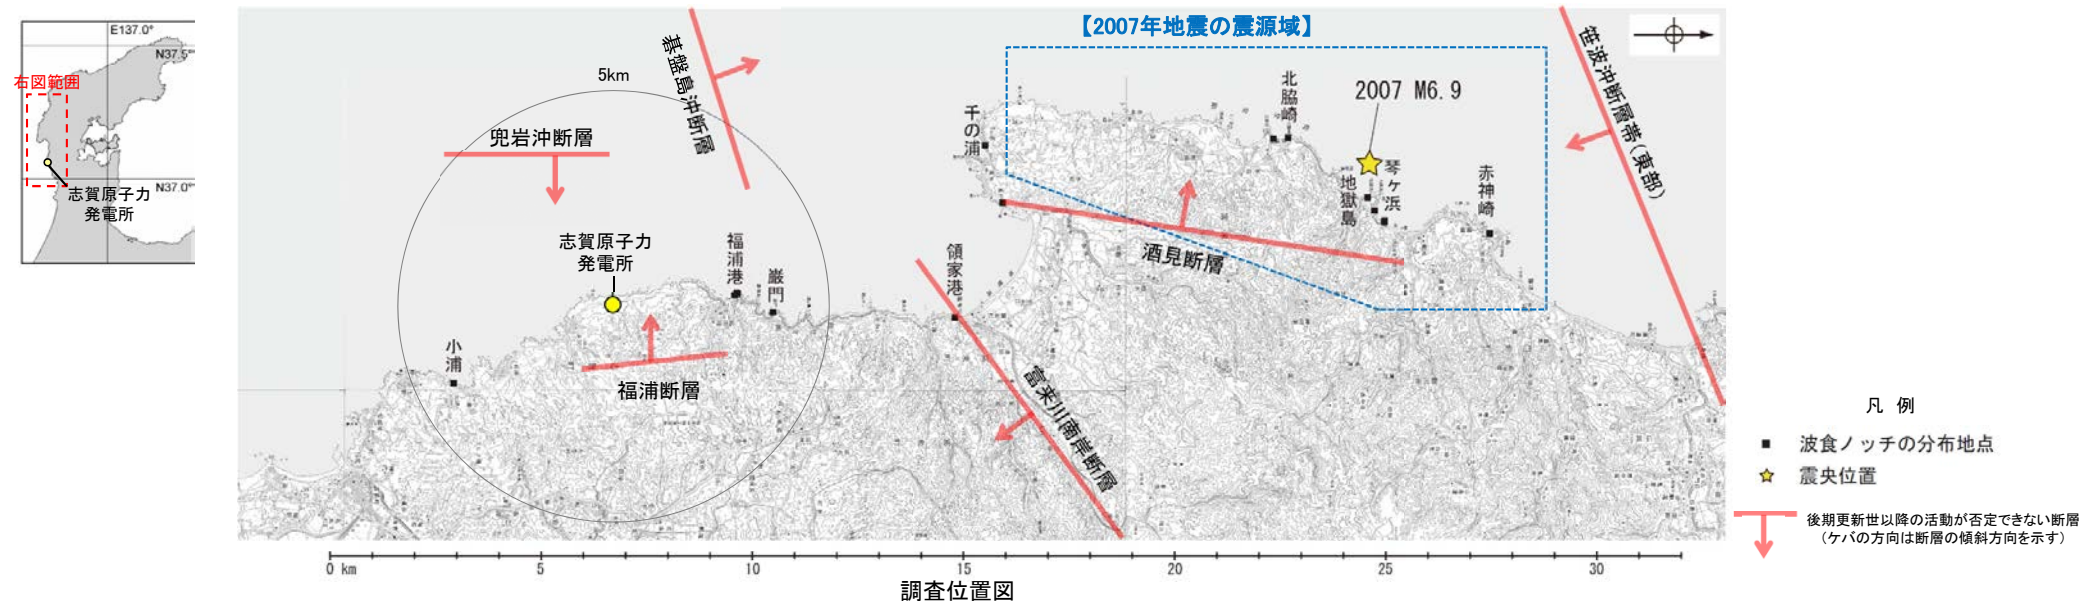 E137.0°
N37.5°
右図範囲
N37.0°
志賀原子力
発電所
【2007年地震の震源域】
碁盤島沖断層
笹波沖断層帯(東部)
5km
兜岩沖断層
千の浦
北脇崎
2007 M6.9
琴ケ浜
地獄島
赤神崎
志賀原子力
発電所
福浦港
巌門
領家港
酒見断層
小浦
福浦断層
富来川南岸断層
0 km
5
10
15
20
25
30
調査位置図
凡 例
波食ノッチの分布地点
震央位置
後期更新世以降の活動が否定できない断層
(ケバの方向は断層の傾斜方向を示す)